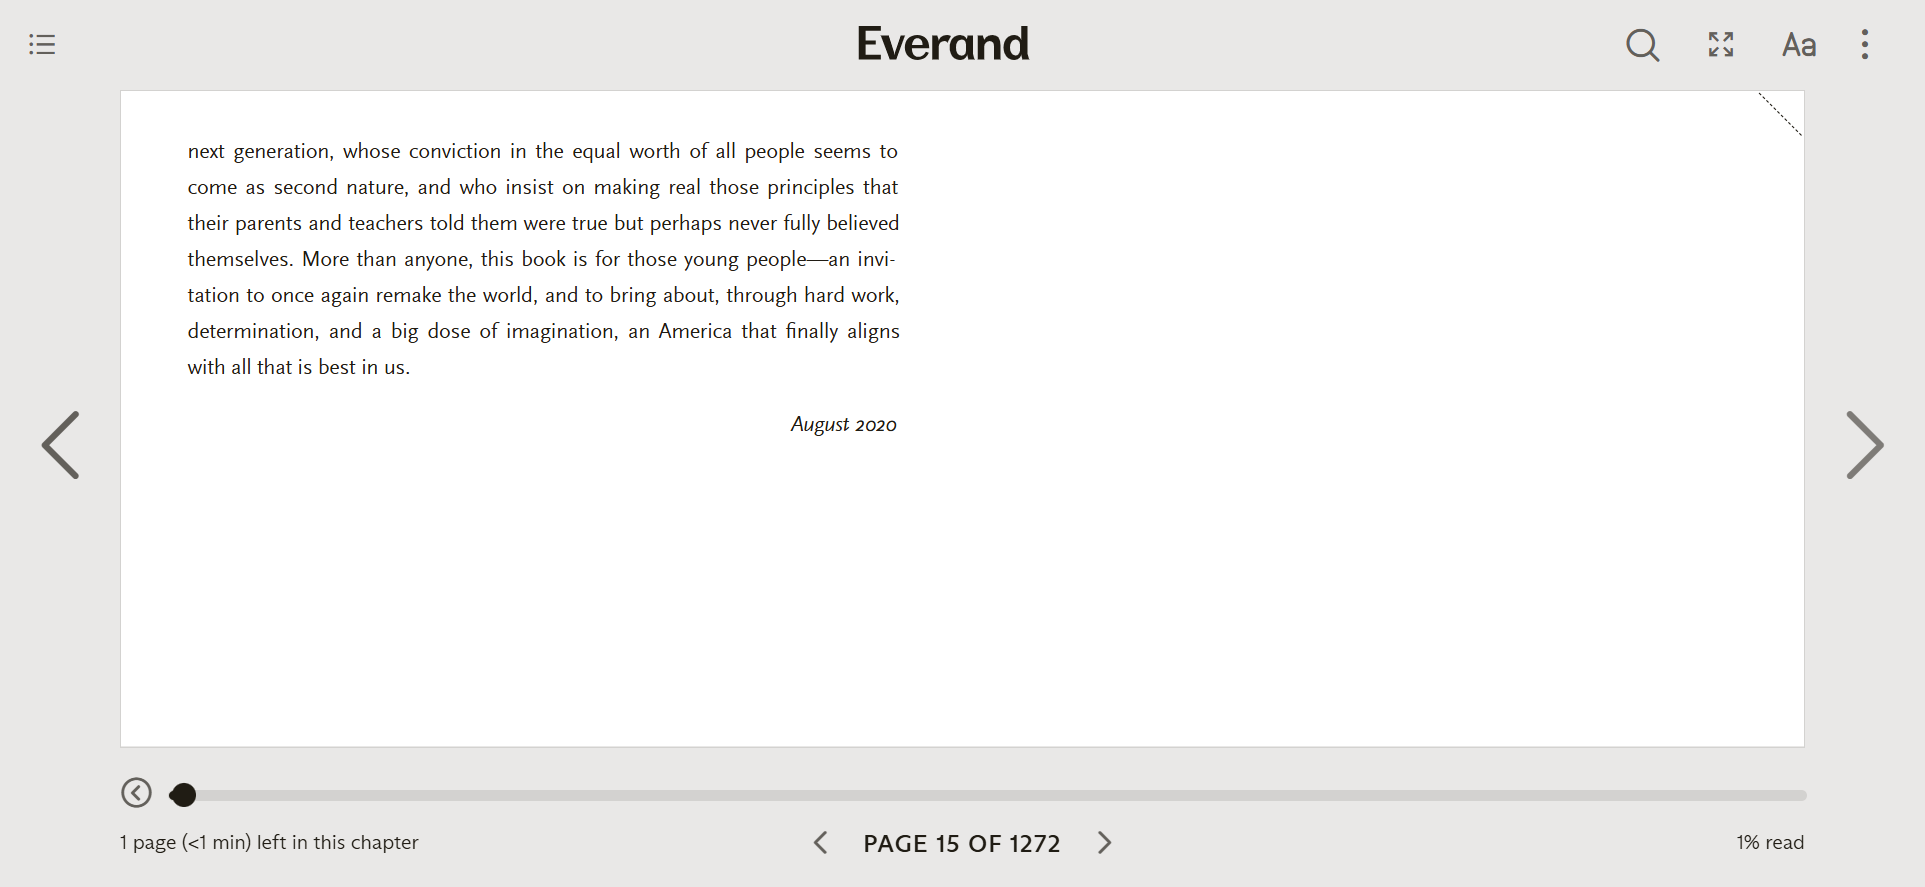 Everand
Aa
next generation, whose conviction in the equal worth of all people seems to
come as second nature, and who insist on making real those principles that
their parents and teachers told them were true but perhaps never fully believed
themselves. More than anyone, this book is for those young people—an invi-
tation to once again remake the world, and to bring about, through hard work,
determination, and a big dose of imagination, an America that finally aligns
with all that is best in us.
August 2020
1 page (<1 min) left in this chapter
PAGE 15 OF 1272
1% read